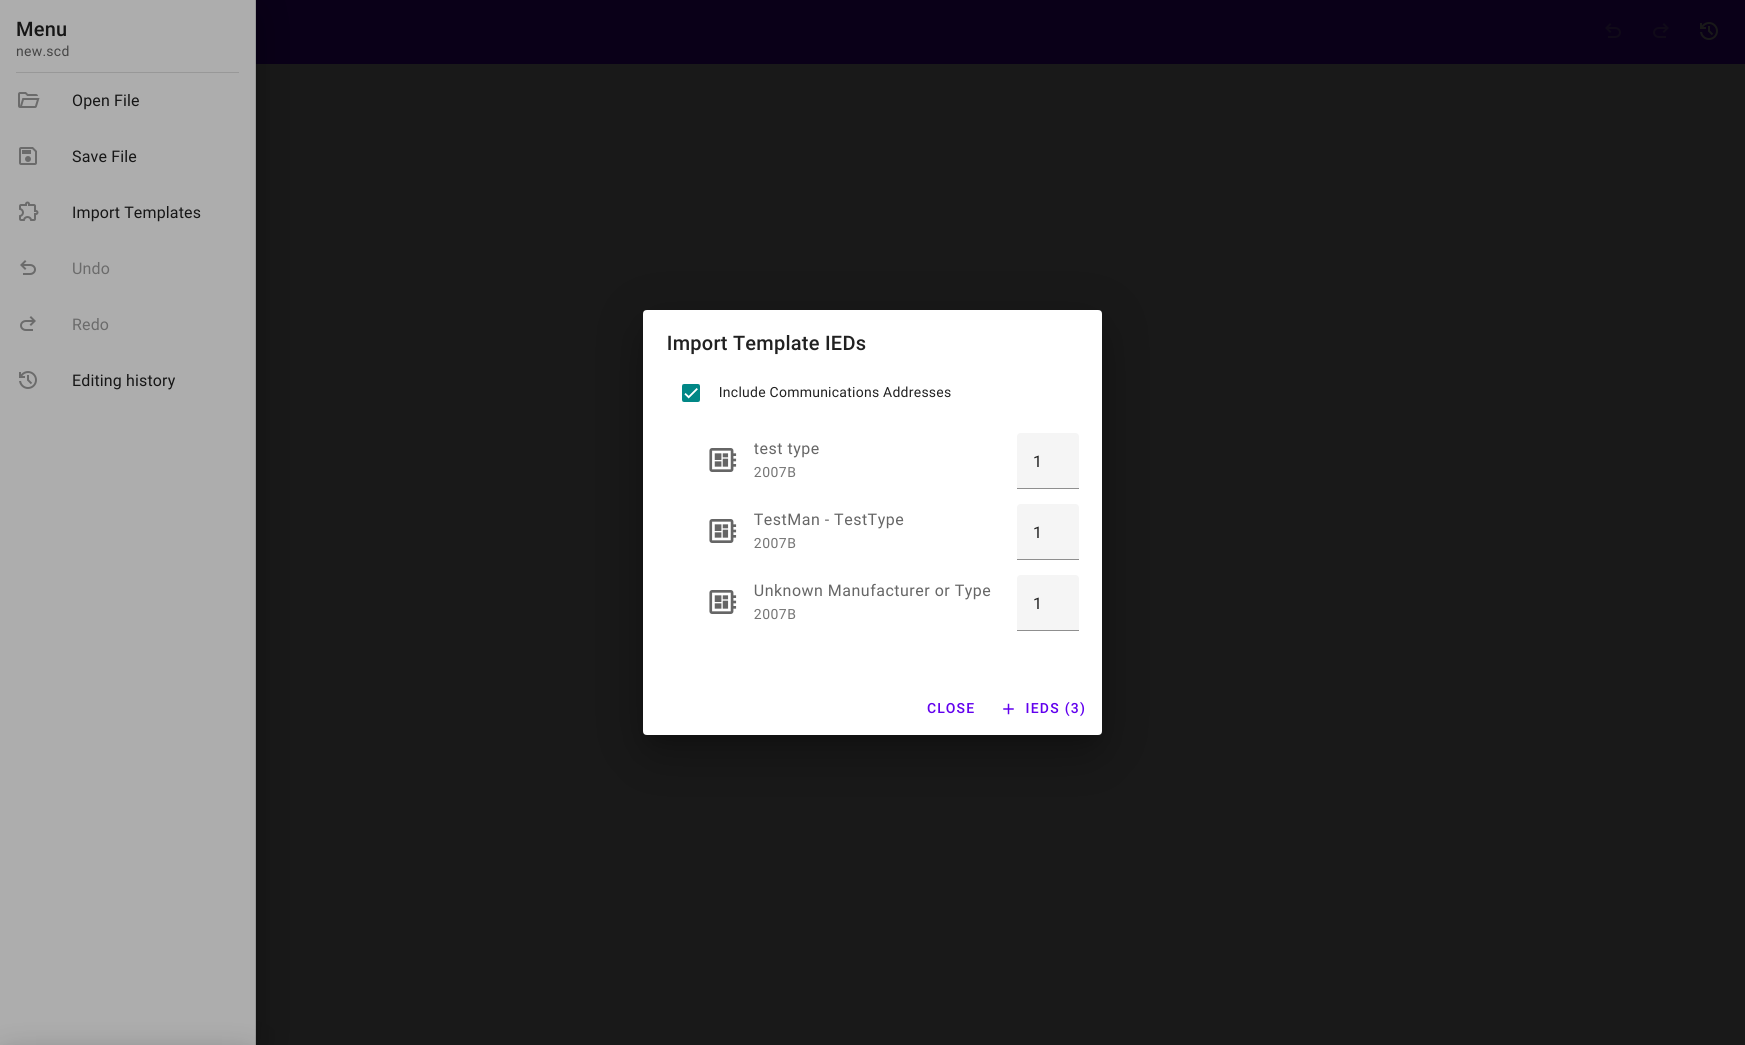 Menu
new.scd
Open File
Save File
Import Templates
Undo
Redo
Editing history
Import Template IEDs
Include Communications Addresses
test type
2007B
1
TestMan - TestType
2007B
1
Unknown Manufacturer or Type
2007B
1
CLOSE
IEDS (3)